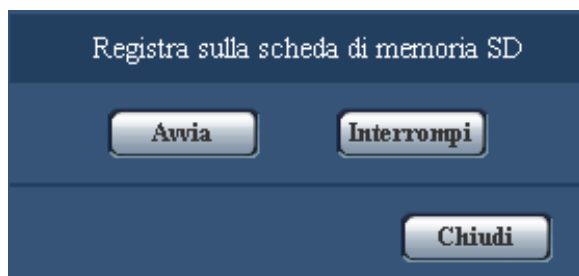 Registra sulla scheda di memoria SD
Avvia Interrompi
Chiudi